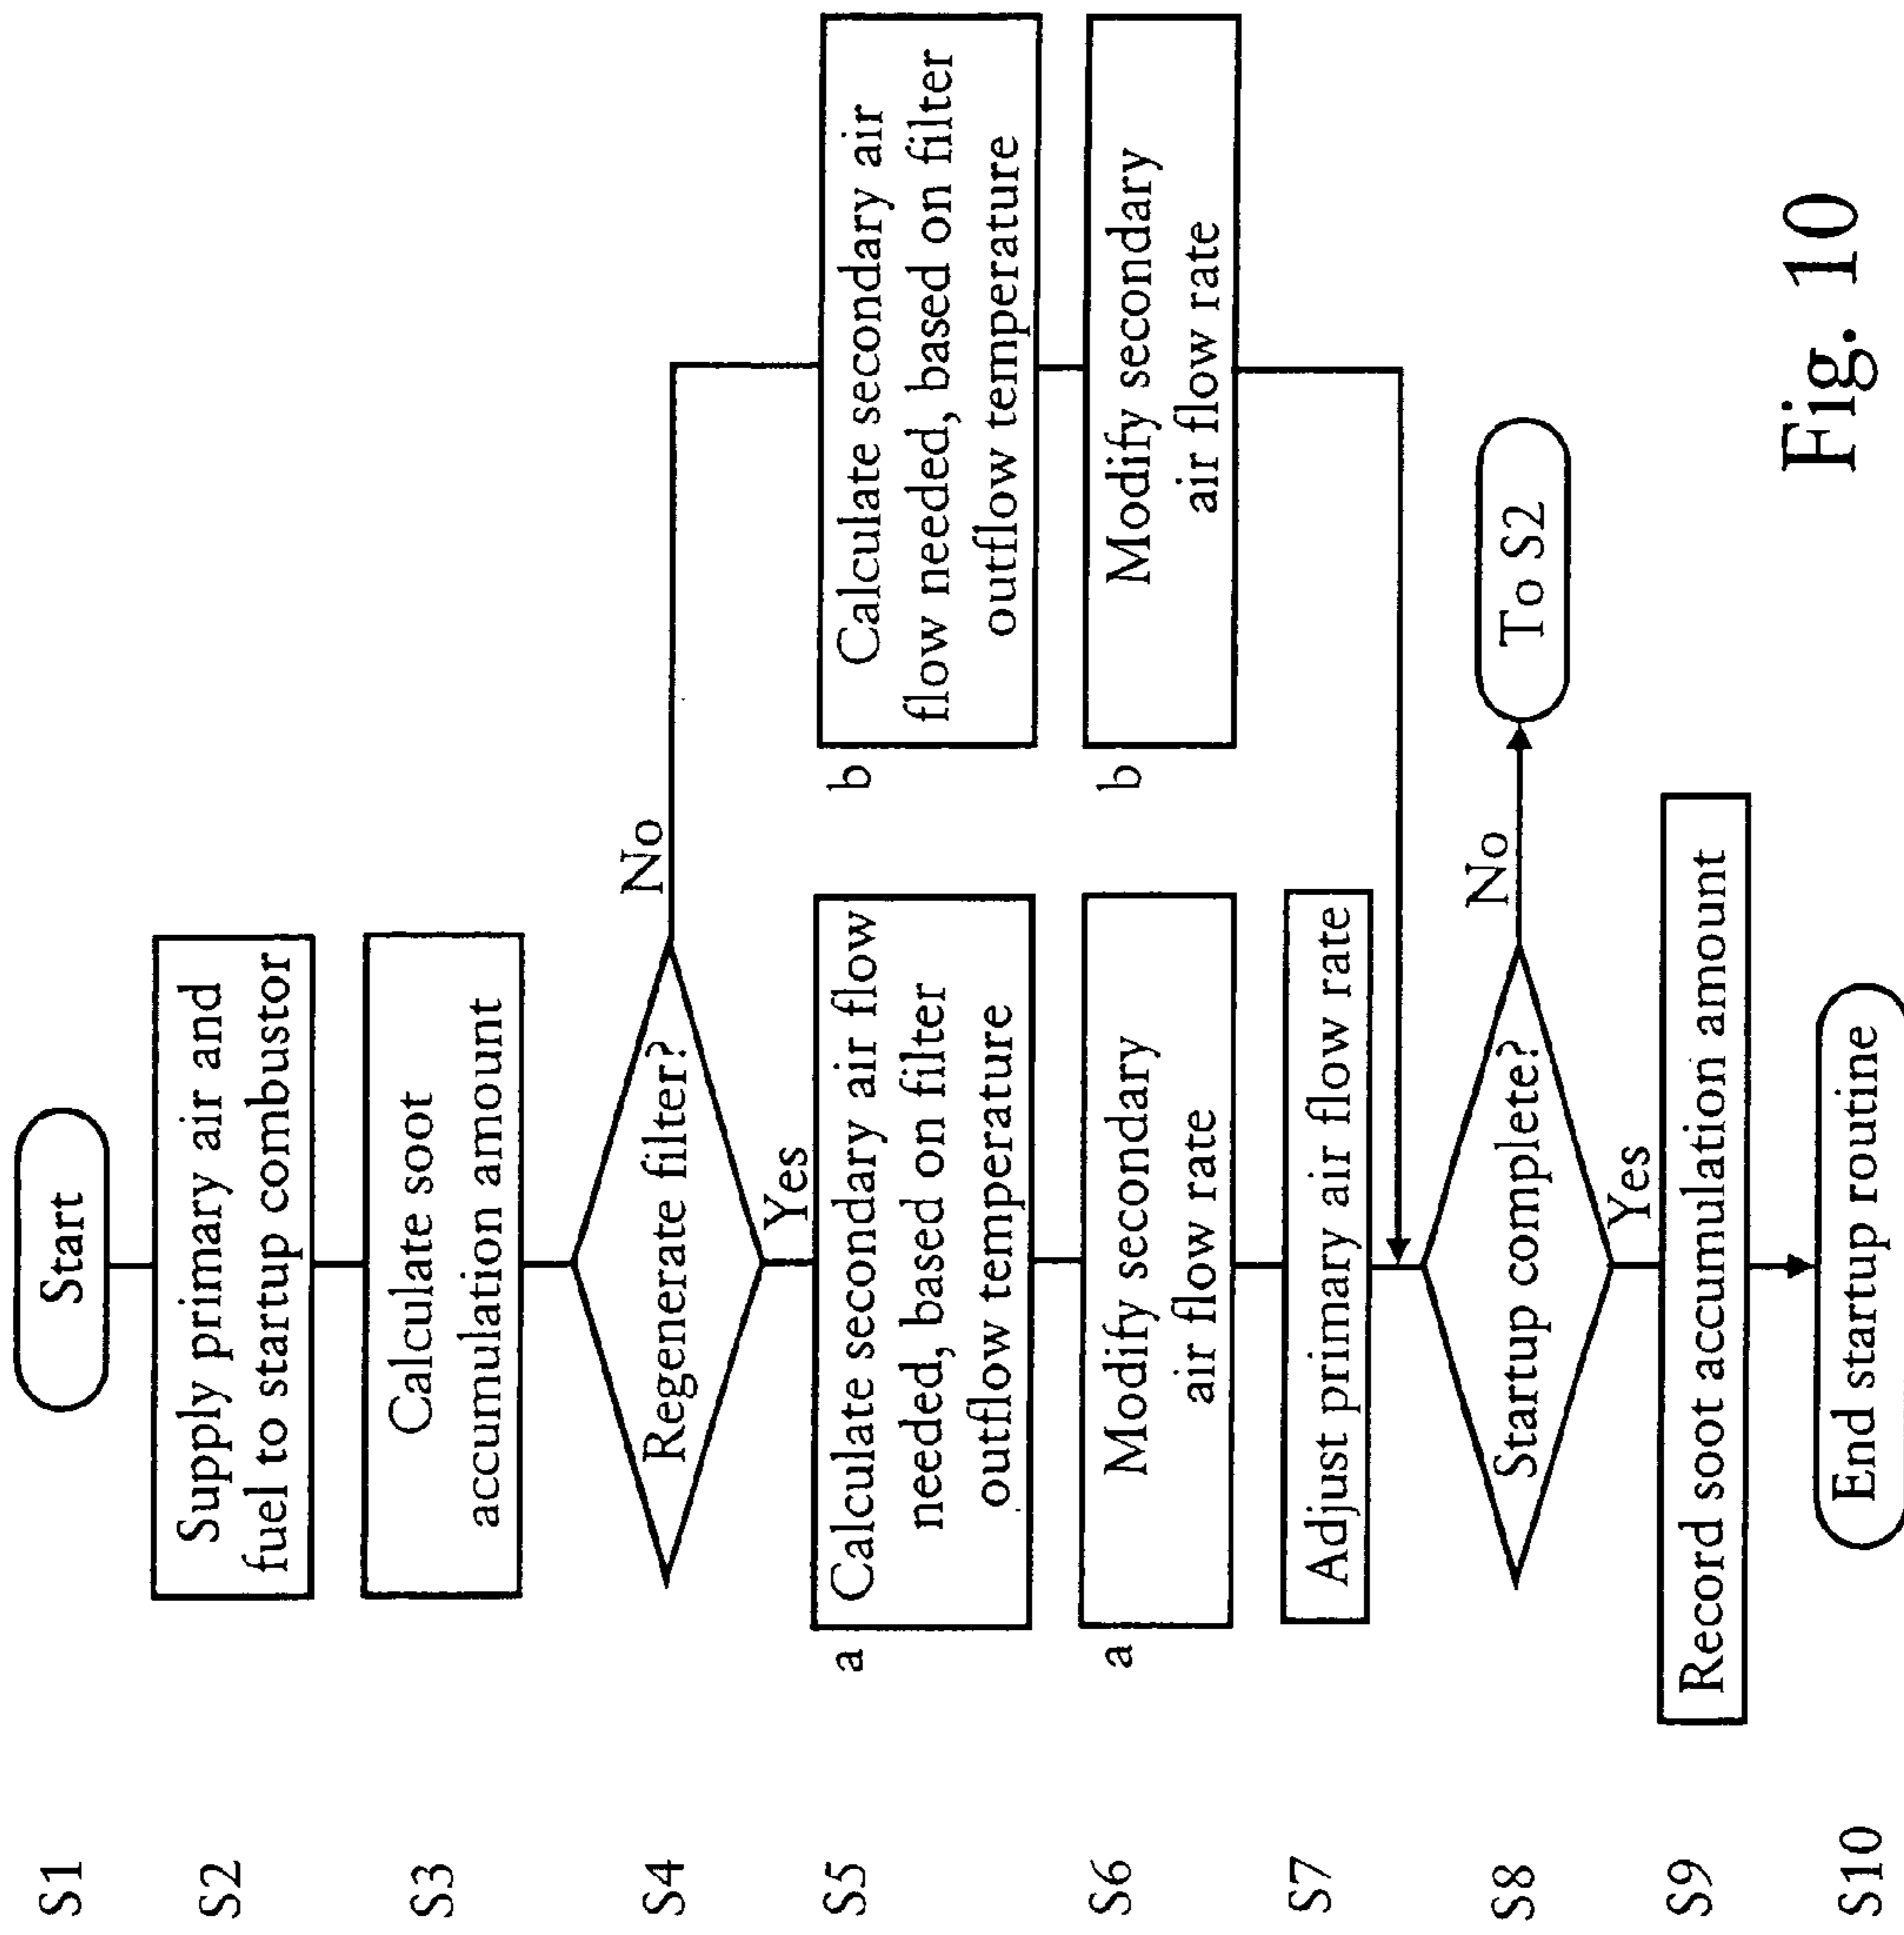 S1
Start
S2
Supply primary air and
fuel to startup combustor
S3
Calculate soot
accumulation amount
S4
Regenerate filter?
No
Yes
S5
a
Calculate secondary air flow
needed, based on filter
outflow temperature
b
Calculate secondary air
flow needed, based on filter
outflow temperature
S6
a
Modify secondary
air flow rate
b
Modify secondary
air flow rate
S7
Adjust primary air flow rate
S8
Startup complete?
No
To S2
Yes
S9
Record soot accumulation amount
S10
End startup routine
Fig. 10